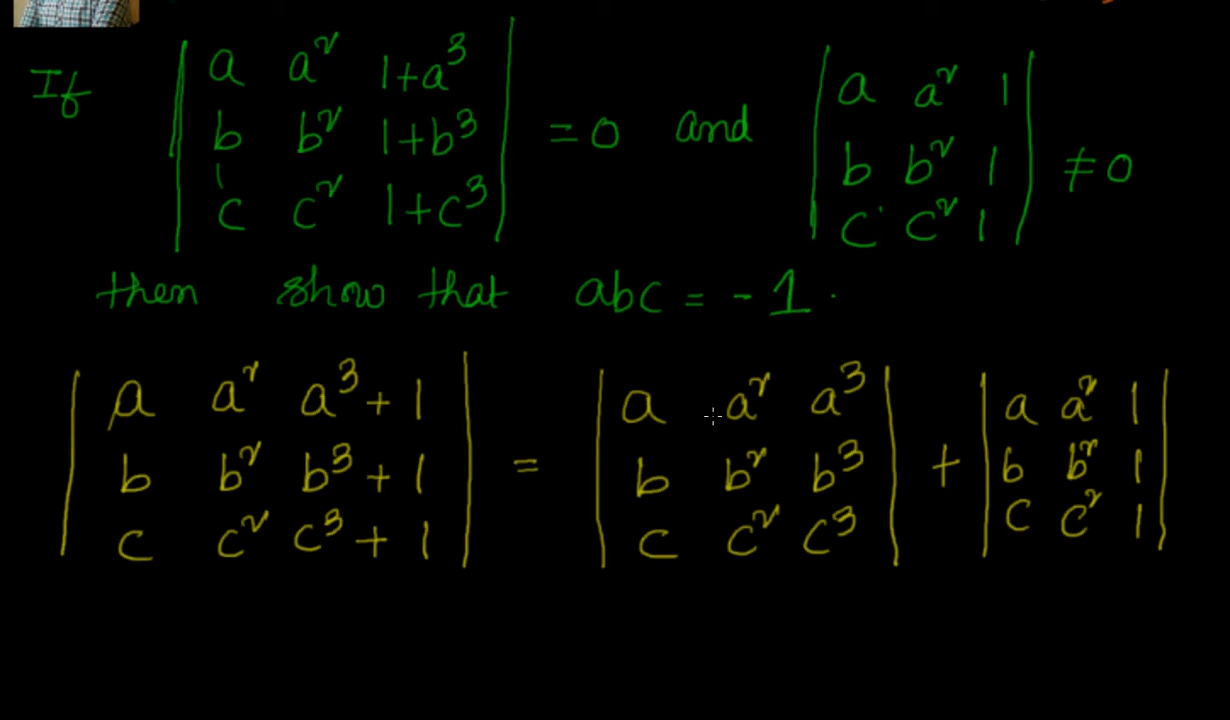 If | a a² 1+a³ | = 0 and | a a² 1 | ≠ 0
| b b² 1+b³ | | b b² 1 |
| c c² 1+c³ | | c c² 1 |
then show that abc = -1.
| a a² a³+1 | = | a a² a³ | + | a a² 1 |
| b b² b³+1 | | b b² b³ | | b b² 1 |
| c c² c³+1 | | c c² c³ | | c c² 1 |